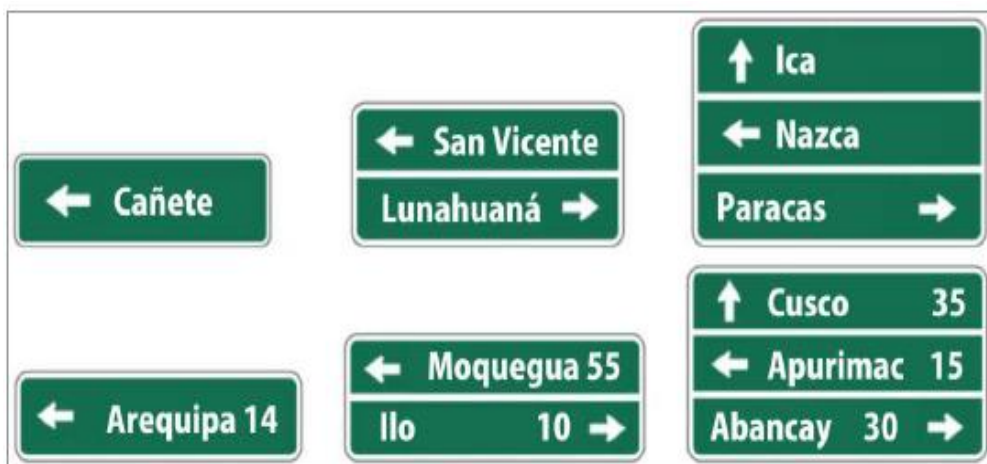 Cañete
San Vicente
Lunahuaná
Ica
Nazca
Paracas
Arequipa 14
Moquegua 55
Ilo 10
Cusco 35
Apurimac 15
Abancay 30